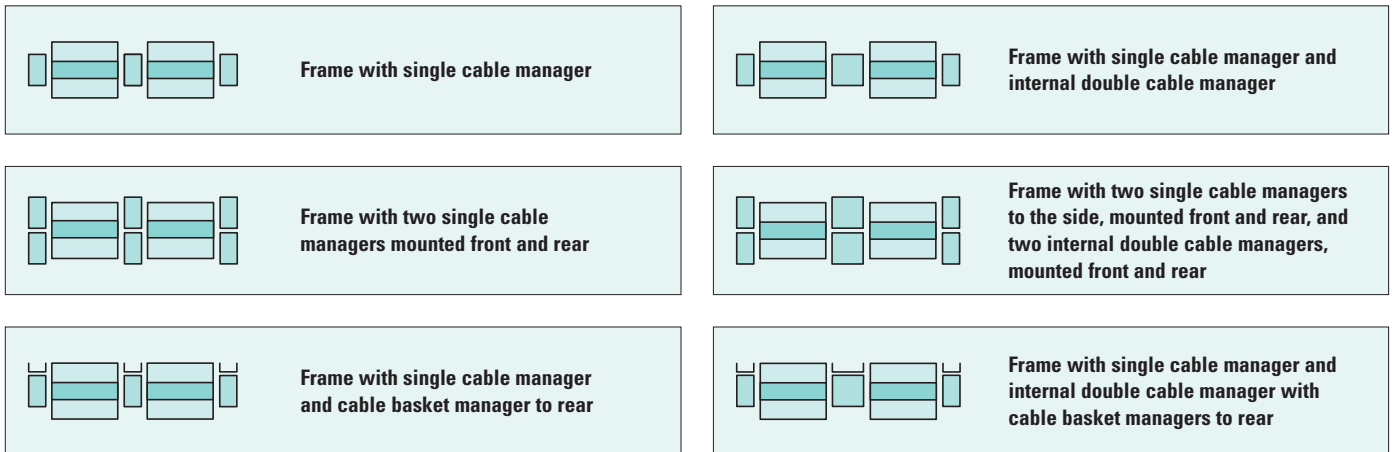 Frame with single cable manager
Frame with single cable manager and
internal double cable manager
Frame with two single cable
managers mounted front and rear
Frame with two single cable managers
to the side, mounted front and rear, and
two internal double cable managers,
mounted front and rear
Frame with single cable manager
and cable basket manager to rear
Frame with single cable manager and
internal double cable manager with
cable basket managers to rear